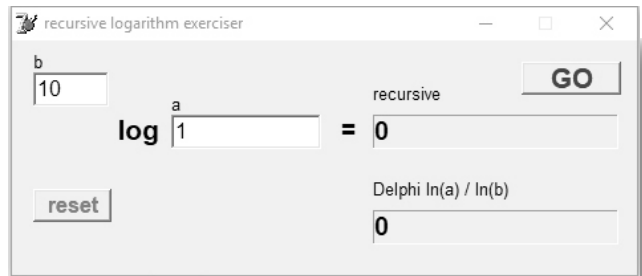 recursive logarithm exerciser
b
10
GO
a
recursive
log 1 = 0
reset
Delphi ln(a) / ln(b)
0